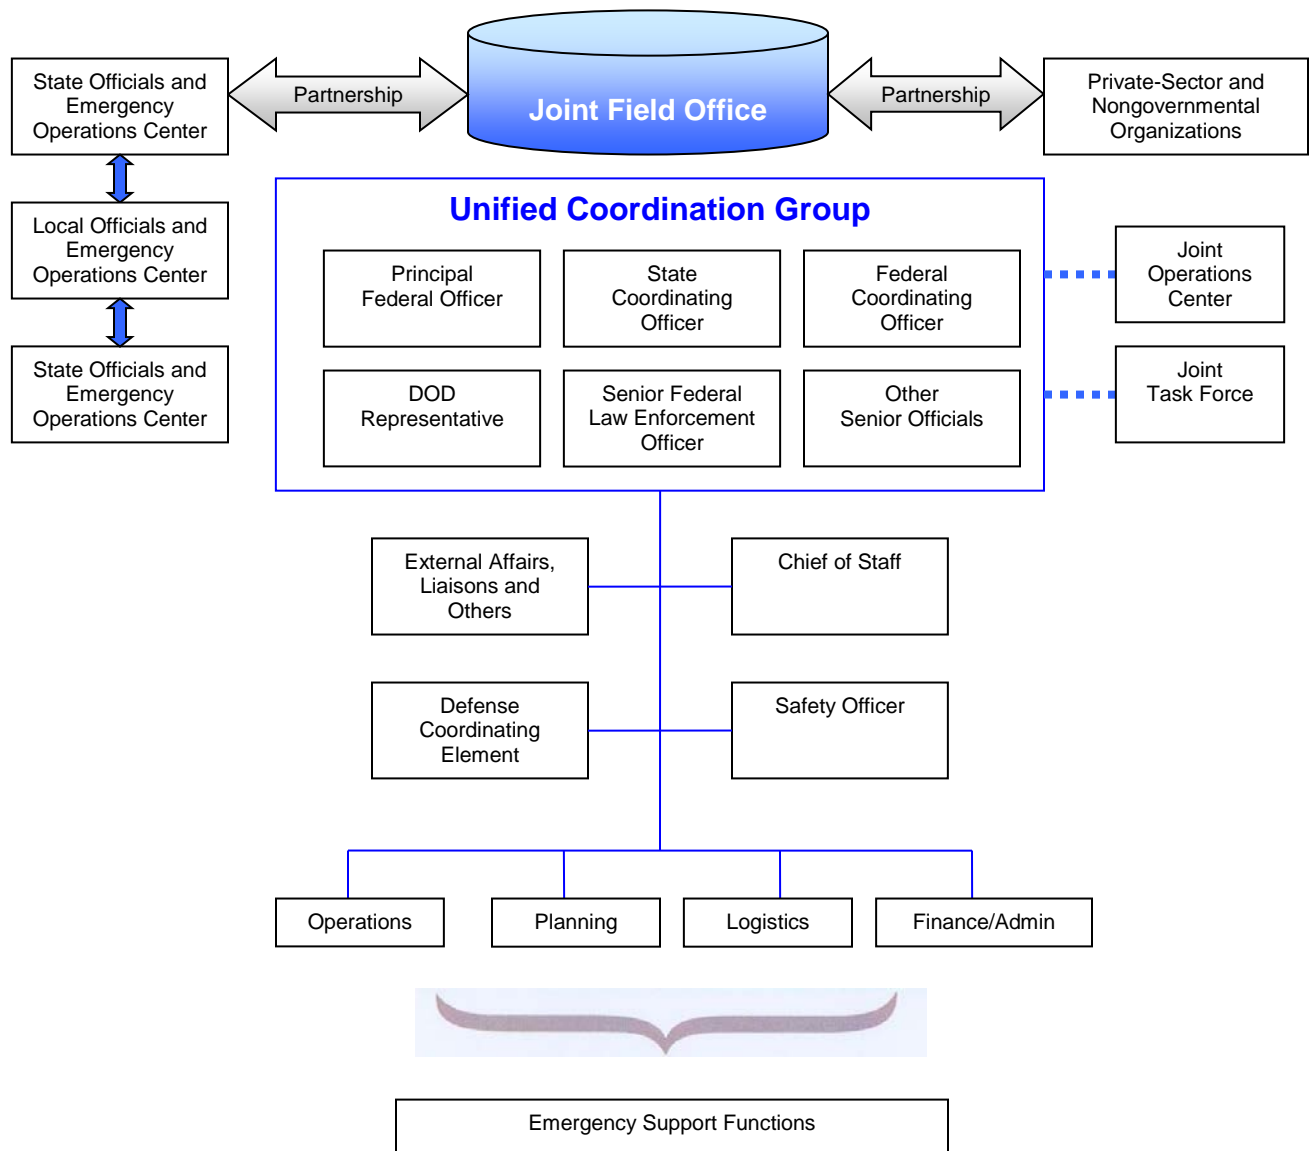 State Officials and
Emergency
Operations Center
Partnership
Joint Field Office
Partnership
Private-Sector and
Nongovernmental
Organizations
Local Officials and
Emergency
Operations Center
State Officials and
Emergency
Operations Center
Unified Coordination Group
Principal
Federal Officer
State
Coordinating
Officer
Federal
Coordinating
Officer
DOD
Representative
Senior Federal
Law Enforcement
Officer
Other
Senior Officials
Joint
Operations
Center
Joint
Task Force
External Affairs,
Liaisons and
Others
Chief of Staff
Defense
Coordinating
Element
Safety Officer
Operations
Planning
Logistics
Finance/Admin
Emergency Support Functions